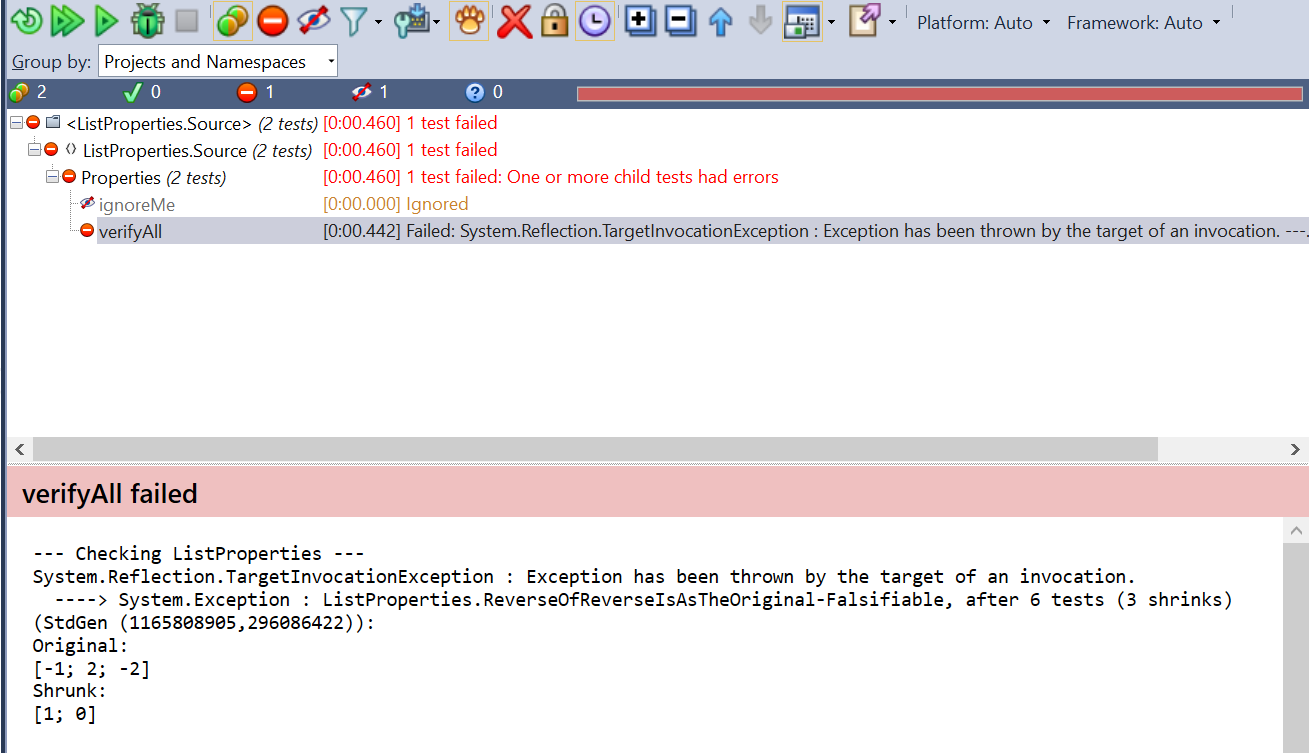 Platform: Auto Framework: Auto
Group by: Projects and Namespaces
2 0 1 1 0
<ListProperties.Source> (2 tests) [0:00.460] 1 test failed
ListProperties.Source (2 tests) [0:00.460] 1 test failed
Properties (2 tests) [0:00.460] 1 test failed: One or more child tests had errors
ignoreMe [0:00.000] Ignored
verifyAll [0:00.442] Failed: System.Reflection.TargetInvocationException : Exception has been thrown by the target of an invocation. ---.
verifyAll failed
--- Checking ListProperties ---
System.Reflection.TargetInvocationException : Exception has been thrown by the target of an invocation.
----> System.Exception : ListProperties.ReverseOfReverseIsAsTheOriginal-Falsifiable, after 6 tests (3 shrinks)
(StdGen (1165808905,296086422)):
Original:
[-1; 2; -2]
Shrunk:
[1; 0]